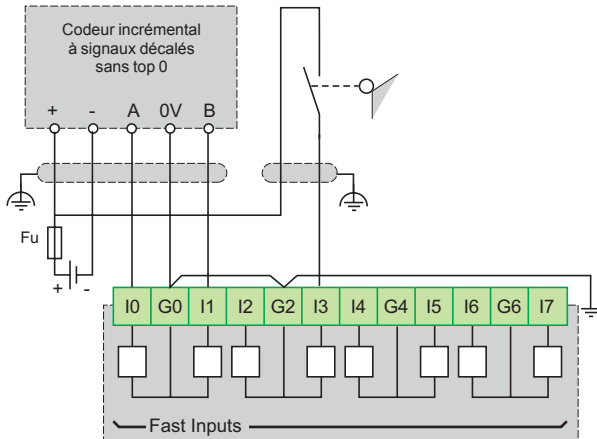 Codeur incrémental
à signaux décalés
sans top 0
+ - A 0V B
Fu
+ -
I0 G0 I1 I2 G2 I3 I4 G4 I5 I6 G6 I7
Fast Inputs